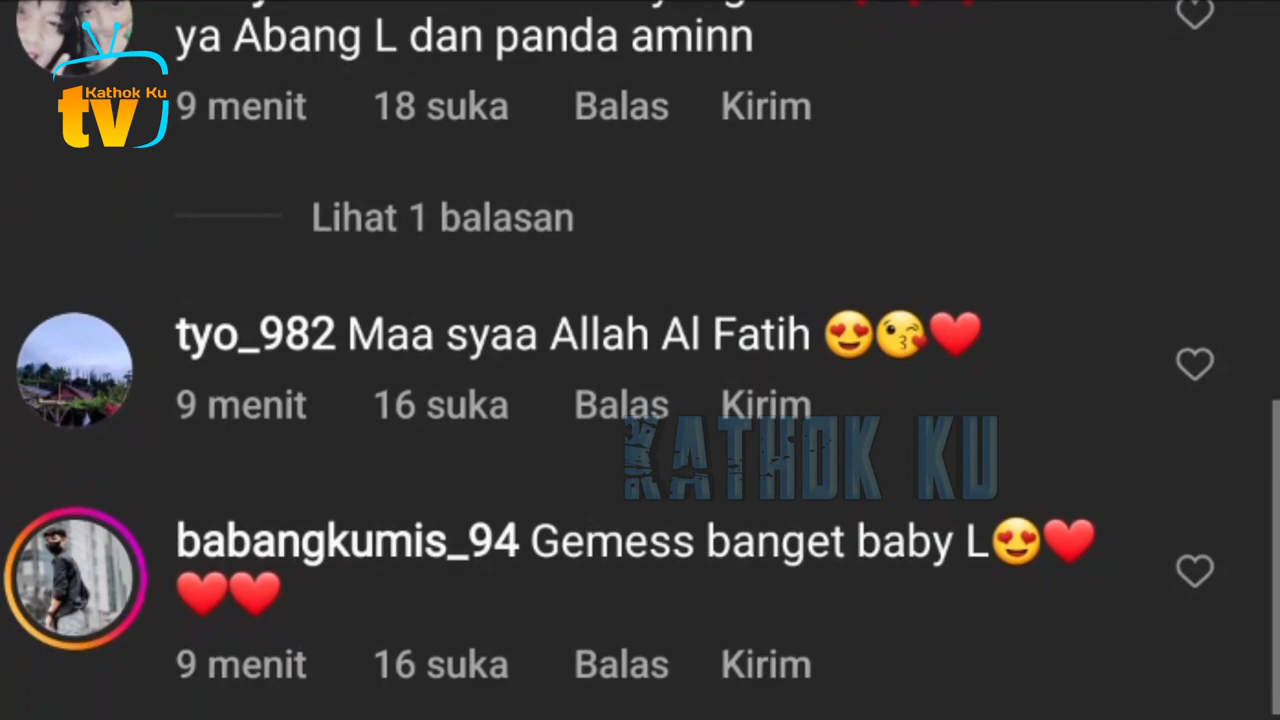 ya Abang L dan panda aminn
Kathok Ku
tv
9 menit 18 suka Balas Kirim
Lihat 1 balasan
tyo_982 Maa syaa Allah Al Fatih 😍😘❤️
9 menit 16 suka Balas Kirim
KATHOK KU
babangkumis_94 Gemess banget baby L😍❤️
❤️❤️
9 menit 16 suka Balas Kirim